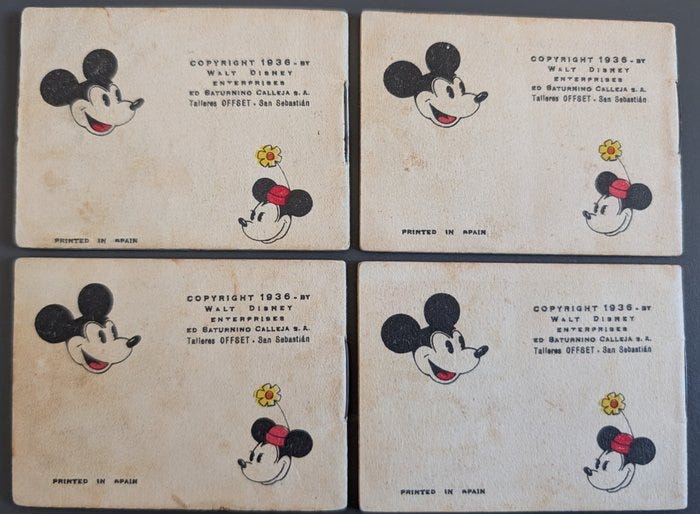 COPYRIGHT 1936 - BY
WALT DISNEY
ENTERPRISES
ED SATURNINO CALLEJA S. A.
Talleres OFFSET - San Sebastián
PRINTED IN SPAIN
COPYRIGHT 1936 - BY
WALT DISNEY
ENTERPRISES
ED SATURNINO CALLEJA S. A.
Talleres OFFSET - San Sebastián
PRINTED IN SPAIN
COPYRIGHT 1936 - BY
WALT DISNEY
ENTERPRISES
ED SATURNINO CALLEJA S. A.
Talleres OFFSET - San Sebastián
PRINTED IN SPAIN
COPYRIGHT 1936 - BY
WALT DISNEY
ENTERPRISES
ED SATURNINO CALLEJA S. A.
Talleres OFFSET - San Sebastián
PRINTED IN SPAIN